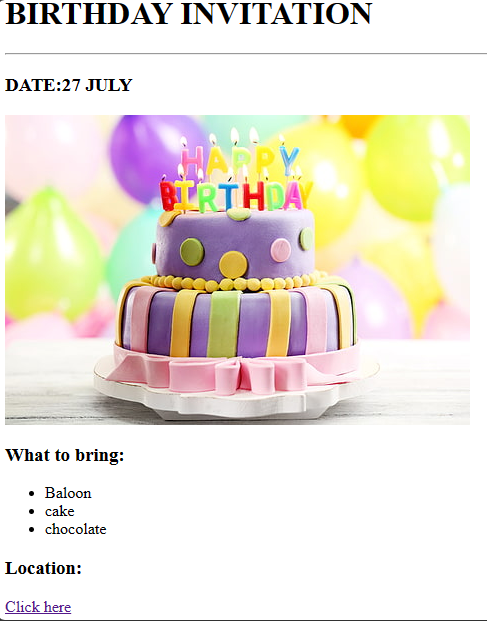 BIRTHDAY INVITATION
DATE:27 JULY
HAPPY
BIRTHDAY
What to bring:
Baloon
cake
chocolate
Location:
Click here